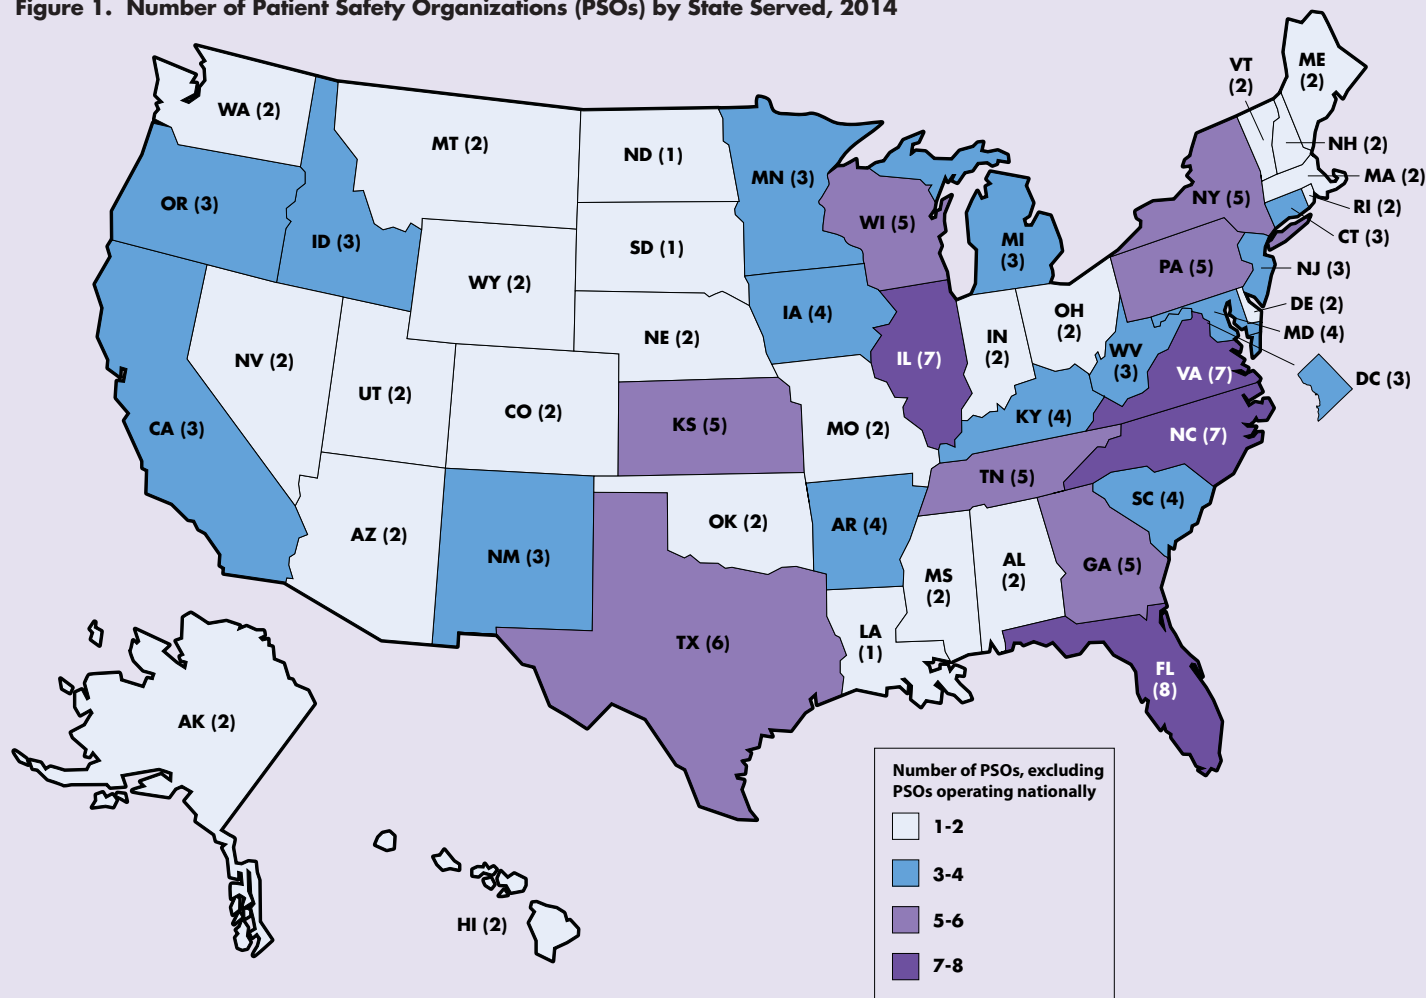 Figure 1. Number of Patient Safety Organizations (PSOs) by State Served, 2014
VT
(2)
ME
(2)
WA (2)
MT (2)
ND (1)
MN (3)
NH (2)
MA (2)
OR (3)
ID (3)
SD (1)
WI (5)
MI
(3)
NY (5)
RI (2)
CT (3)
WY (2)
IA (4)
PA (5)
NJ (3)
DE (2)
MD (4)
NV (2)
UT (2)
CO (2)
NE (2)
IL (7)
IN
(2)
OH
(2)
WV
(3)
VA (7)
DC (3)
CA (3)
KS (5)
MO (2)
KY (4)
NC (7)
AZ (2)
NM (3)
OK (2)
AR (4)
TN (5)
SC (4)
TX (6)
LA
(1)
MS
(2)
AL
(2)
GA (5)
FL
(8)
AK (2)
HI (2)
Number of PSOs, excluding
PSOs operating nationally
1-2
3-4
5-6
7-8